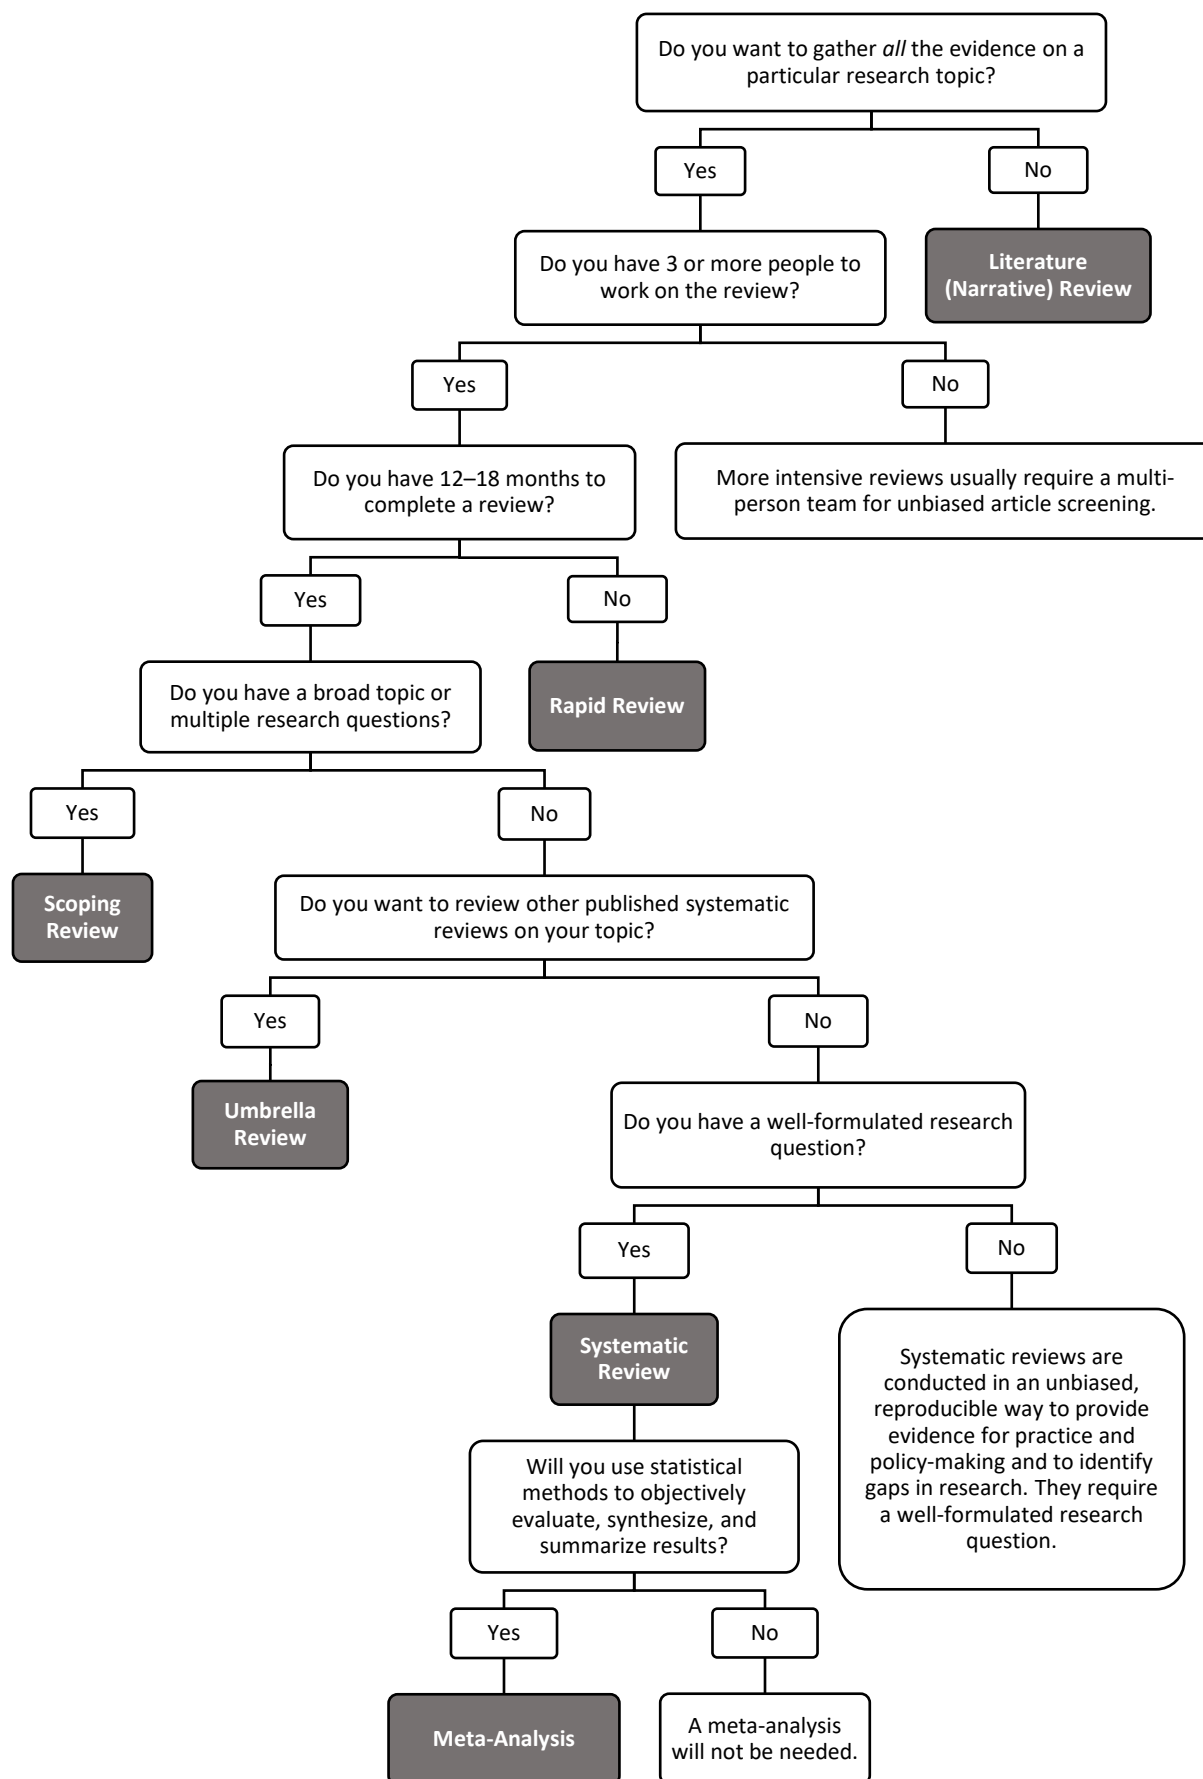 Do you want to gather all the evidence on a
particular research topic?
Yes
No
Do you have 3 or more people to
work on the review?
Literature
(Narrative) Review
Yes
No
Do you have 12–18 months to
complete a review?
More intensive reviews usually require a multi-
person team for unbiased article screening.
Yes
No
Do you have a broad topic or
multiple research questions?
Rapid Review
Yes
No
Scoping
Review
Do you want to review other published systematic
reviews on your topic?
Yes
No
Umbrella
Review
Do you have a well-formulated research
question?
Yes
No
Systematic
Review
Systematic reviews are
conducted in an unbiased,
reproducible way to provide
evidence for practice and
policy-making and to identify
gaps in research. They require
a well-formulated research
question.
Will you use statistical
methods to objectively
evaluate, synthesize, and
summarize results?
Yes
No
Meta-Analysis
A meta-analysis
will not be needed.